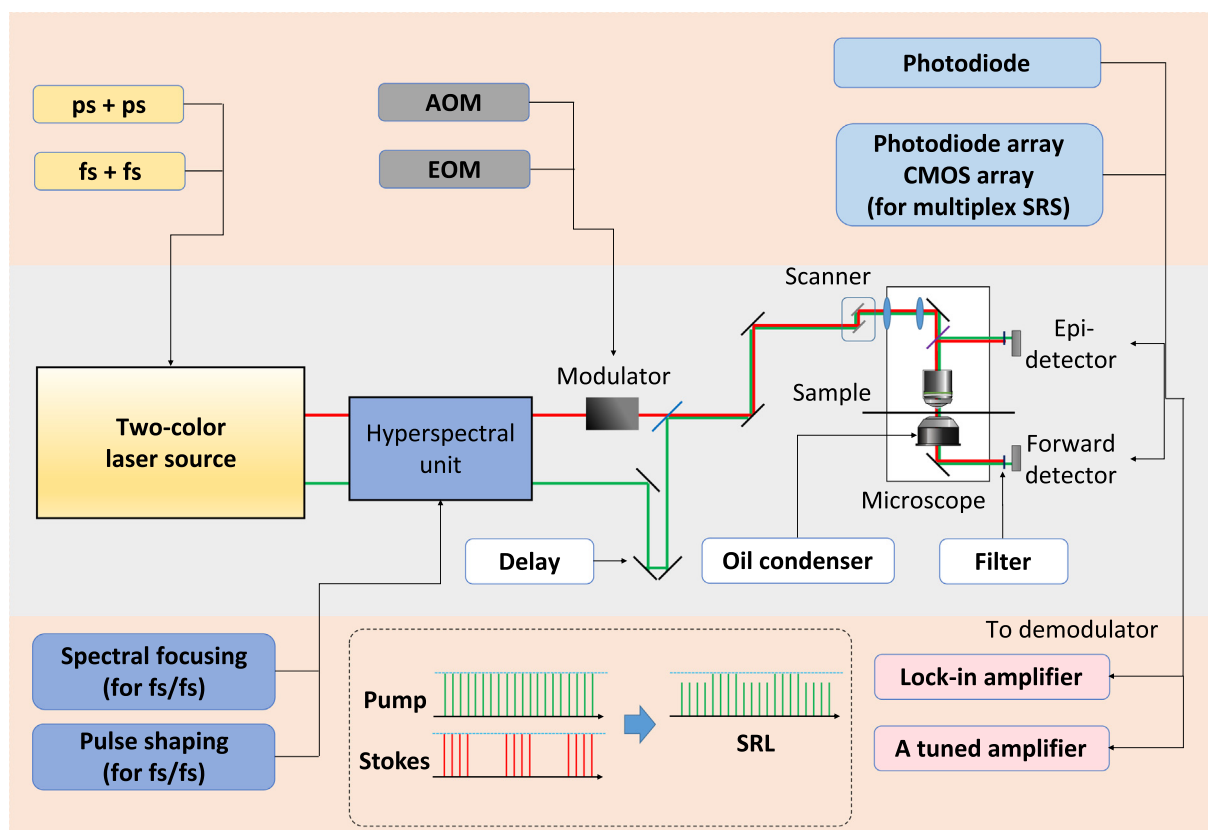 ps + ps
fs + fs
AOM
EOM
Photodiode
Photodiode array
CMOS array
(for multiplex SRS)
Scanner
Epi-
detector
Modulator
Sample
Two-color
laser source
Hyperspectral
unit
Forward
detector
Microscope
Delay
Oil condenser
Filter
To demodulator
Spectral focusing
(for fs/fs)
Pulse shaping
(for fs/fs)
Pump
Stokes
SRL
Lock-in amplifier
A tuned amplifier